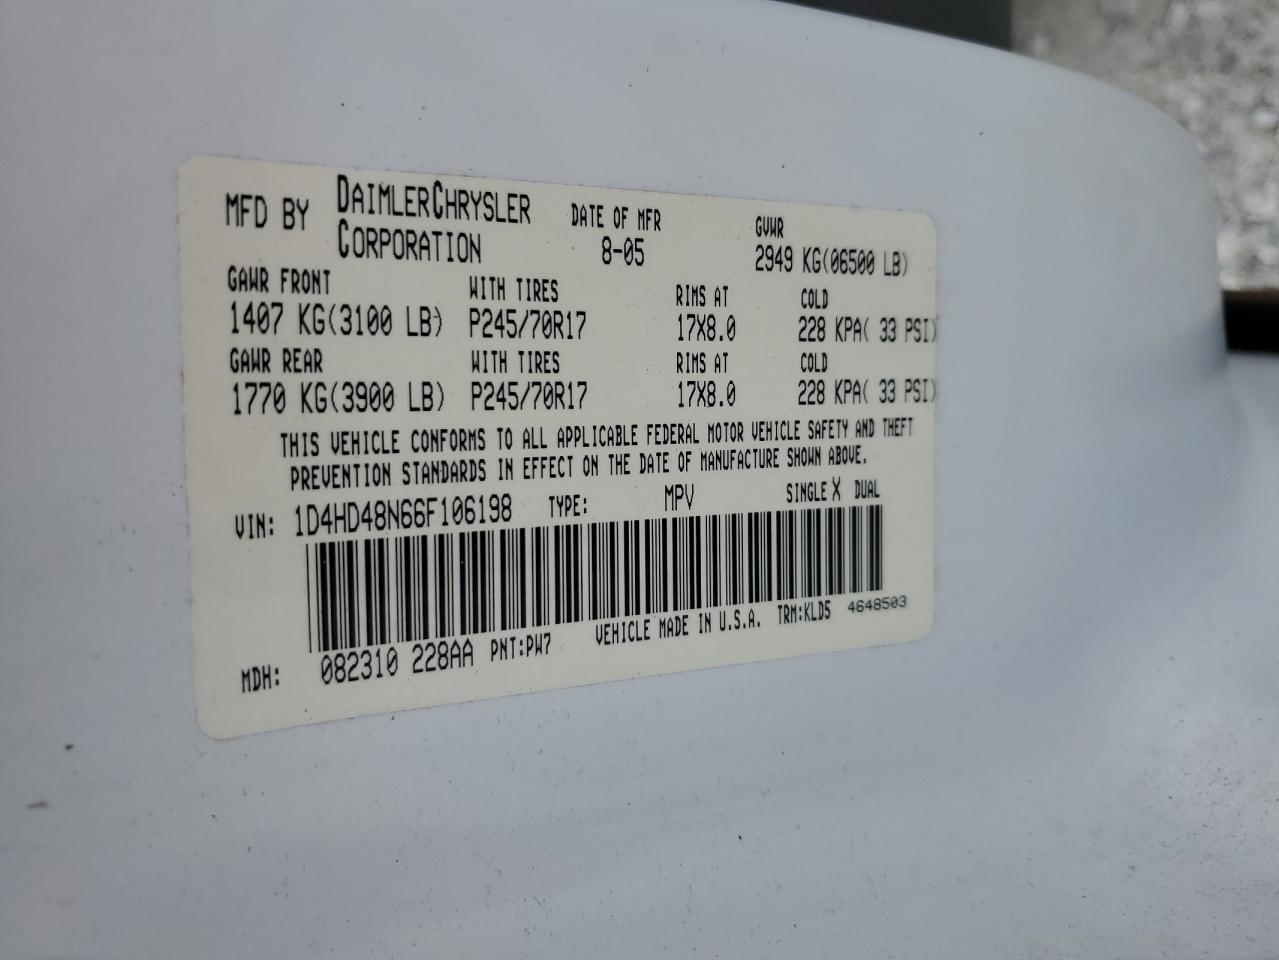 MFD BY DAIMLERCHRYSLER CORPORATION DATE OF MFR 8-05 GVWR 2949 KG(06500 LB)
GAWR FRONT WITH TIRES RIMS AT COLD
1407 KG(3100 LB) P245/70R17 17X8.0 228 KPA( 33 PSI)
GAWR REAR WITH TIRES RIMS AT COLD
1770 KG(3900 LB) P245/70R17 17X8.0 228 KPA( 33 PSI)
THIS VEHICLE CONFORMS TO ALL APPLICABLE FEDERAL MOTOR VEHICLE SAFETY AND THEFT
PREVENTION STANDARDS IN EFFECT ON THE DATE OF MANUFACTURE SHOWN ABOVE.
VIN: 1D4HD48N66F106198 TYPE: MPV SINGLE X DUAL
MDH: 082310 228AA PNT:PW7 VEHICLE MADE IN U.S.A. TRM:KLD5 4648503